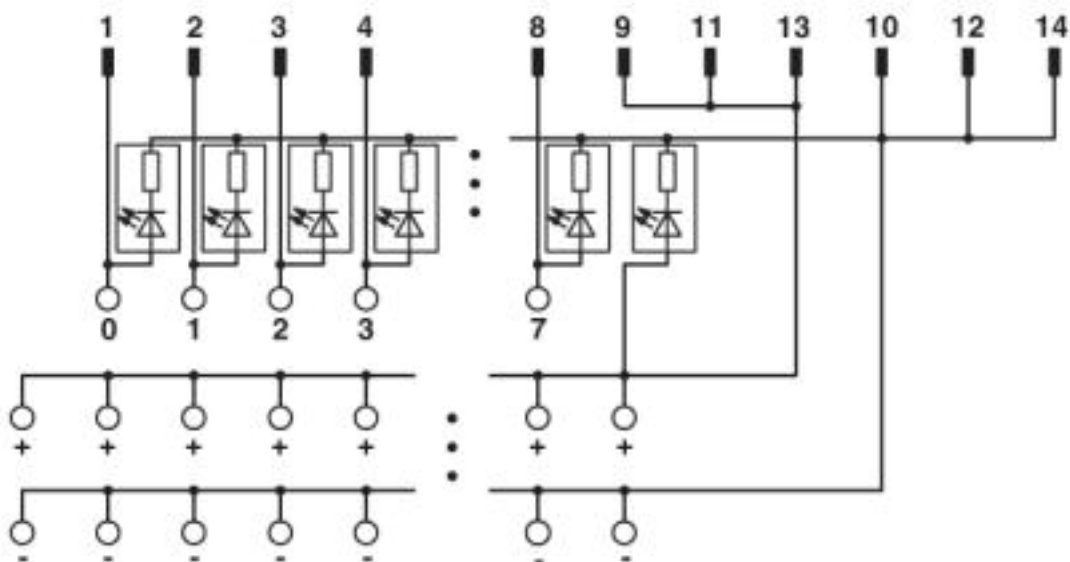 1 2 3 4 8 9 11 13 10 12 14
0 1 2 3 7
+ + + + + + +
- - - - - - -